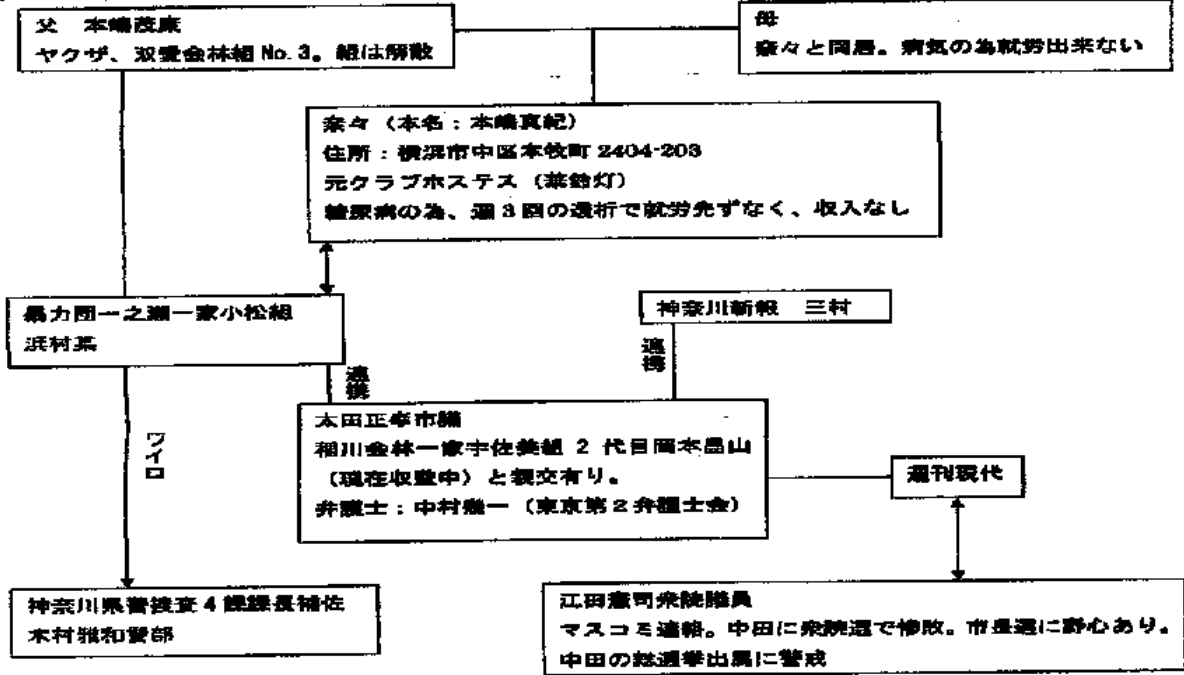 父 本嶋茂康
ヤクザ、双愛会林組 No.3。組は解散
母
奈々と同居。病気の為就労出来ない
奈々（本名：本嶋真紀）
住所：横浜市中区本牧町 2404-203
元クラブホステス（葉鈴灯）
糖尿病の為、週3回の透析で就労先ずなく、収入なし
暴力団一之瀬一家小松組
浜村某
神奈川新報 三村
連携
連携
太田正孝市議
稲川会林一家宇佐美組 2 代目岡本昌山
（現在収監中）と親交有り。
弁護士：中村幾一（東京第2弁護士会）
ワイロ
週刊現代
神奈川県警捜査4課課長補佐
木村雅和警部
江田憲司衆院議員
マスコミ連絡。中田に衆院選で惨敗。市長選に野心あり。
中田の総選挙出馬に警戒